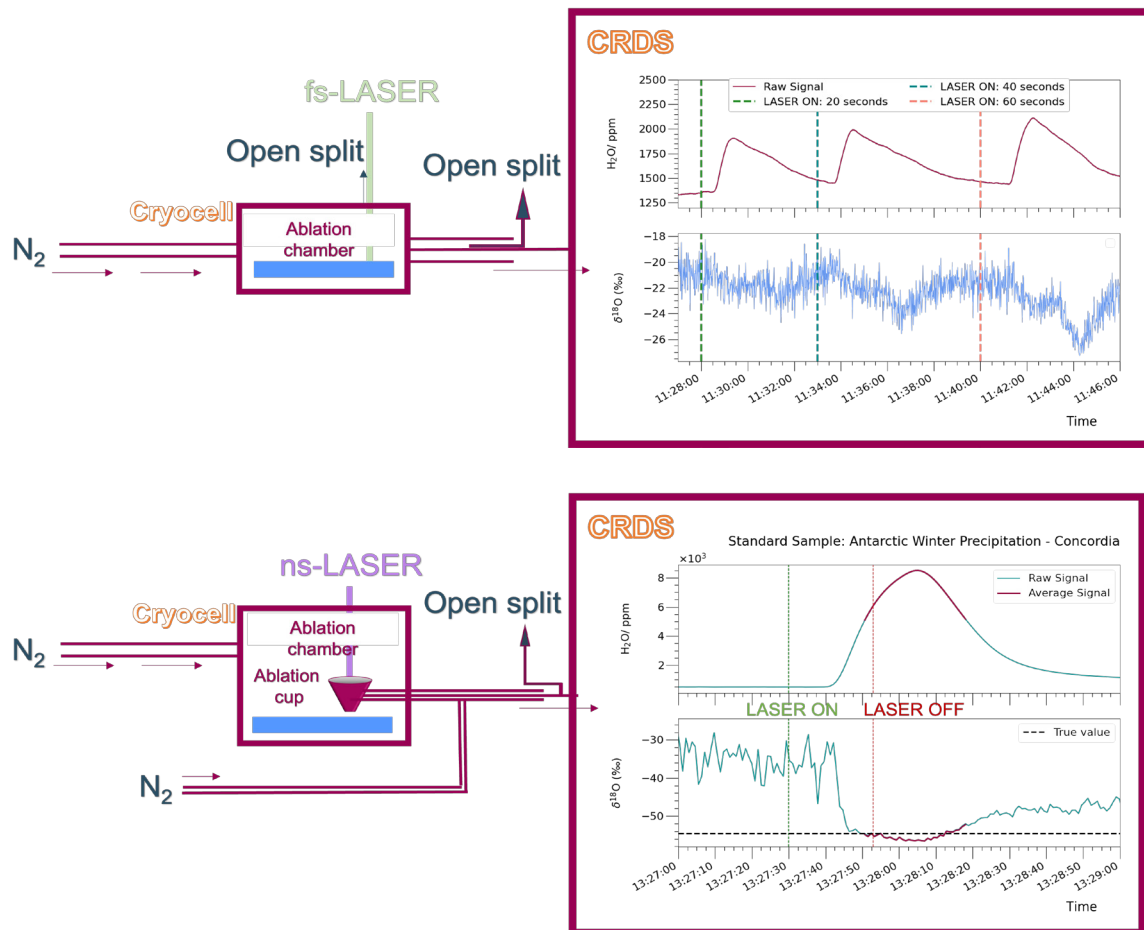 CRDS
fs-LASER
Open split
Open split
Cryocell
Ablation
chamber
N₂
Raw Signal
LASER ON: 20 seconds
LASER ON: 40 seconds
LASER ON: 60 seconds
H₂O/ ppm
2500
2250
2000
1750
1500
1250
δ¹⁸O (‰)
−18
−20
−22
−24
−26
11:28:00
11:30:00
11:32:00
11:34:00
11:36:00
11:38:00
11:40:00
11:42:00
11:44:00
11:46:00
Time
CRDS
ns-LASER
Open split
Cryocell
Ablation
chamber
Ablation
cup
N₂
N₂
Standard Sample: Antarctic Winter Precipitation - Concordia
×10³
Raw Signal
Average Signal
H₂O/ ppm
8
6
4
2
LASER ON
LASER OFF
True value
δ¹⁸O (‰)
−30
−40
−50
13:27:00
13:27:10
13:27:20
13:27:30
13:27:40
13:27:50
13:28:00
13:28:10
13:28:20
13:28:30
13:28:40
13:28:50
13:29:00
Time